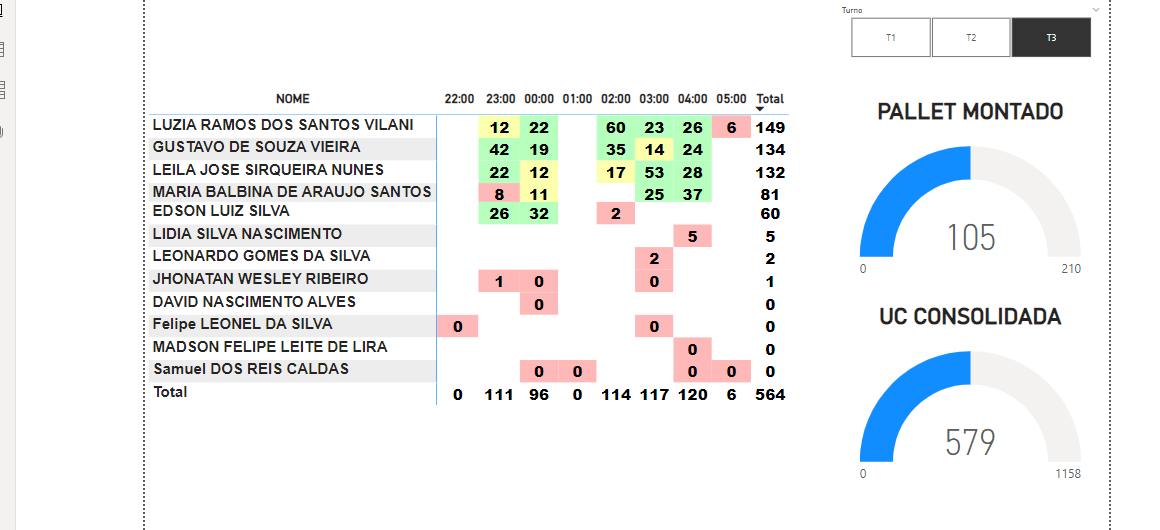 Turno
T1 T2 T3
NOME 22:00 23:00 00:00 01:00 02:00 03:00 04:00 05:00 Total
LUZIA RAMOS DOS SANTOS VILANI 12 22 60 23 26 6 149
GUSTAVO DE SOUZA VIEIRA 42 19 35 14 24 134
LEILA JOSE SIRQUEIRA NUNES 22 12 17 53 28 132
MARIA BALBINA DE ARAUJO SANTOS 8 11 25 37 81
EDSON LUIZ SILVA 26 32 2 60
LIDIA SILVA NASCIMENTO 5 5
LEONARDO GOMES DA SILVA 2 2
JHONATAN WESLEY RIBEIRO 1 0 0 1
DAVID NASCIMENTO ALVES 0 0
Felipe LEONEL DA SILVA 0 0 0
MADSON FELIPE LEITE DE LIRA 0 0
Samuel DOS REIS CALDAS 0 0 0 0 0
Total 0 111 96 0 114 117 120 6 564
PALLET MONTADO
105
0 210
UC CONSOLIDADA
579
0 1158